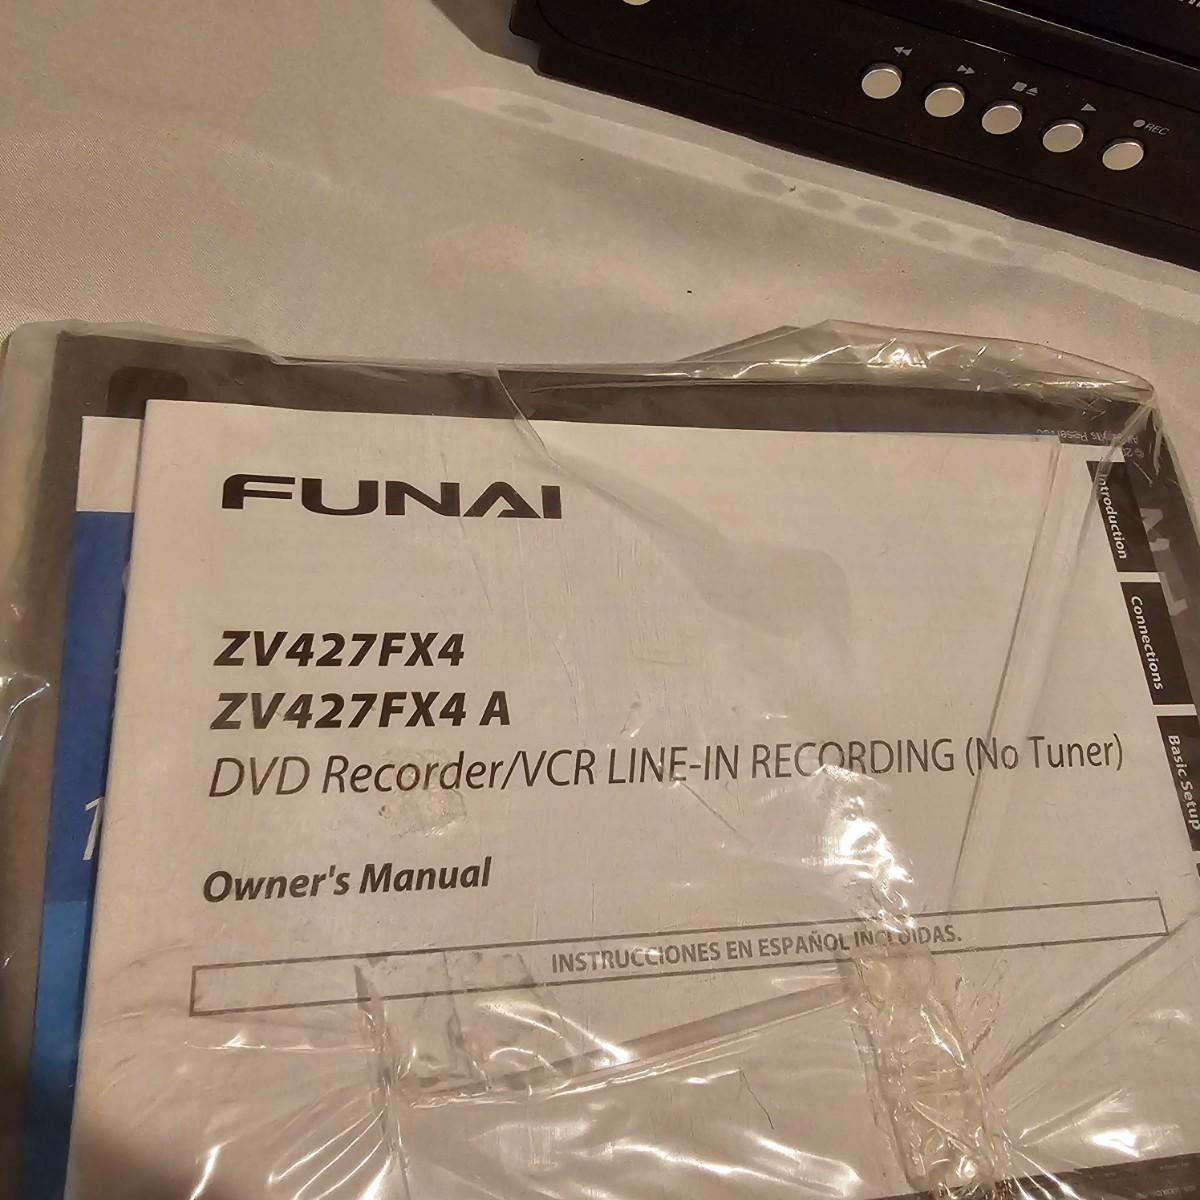 REC
FUNAI
ZV427FX4
ZV427FX4 A
DVD Recorder/VCR LINE-IN RECORDING (No Tuner)
Owner's Manual
INSTRUCCIONES EN ESPAÑOL INCLUIDAS.
Introduction
Connections
Basic Setup